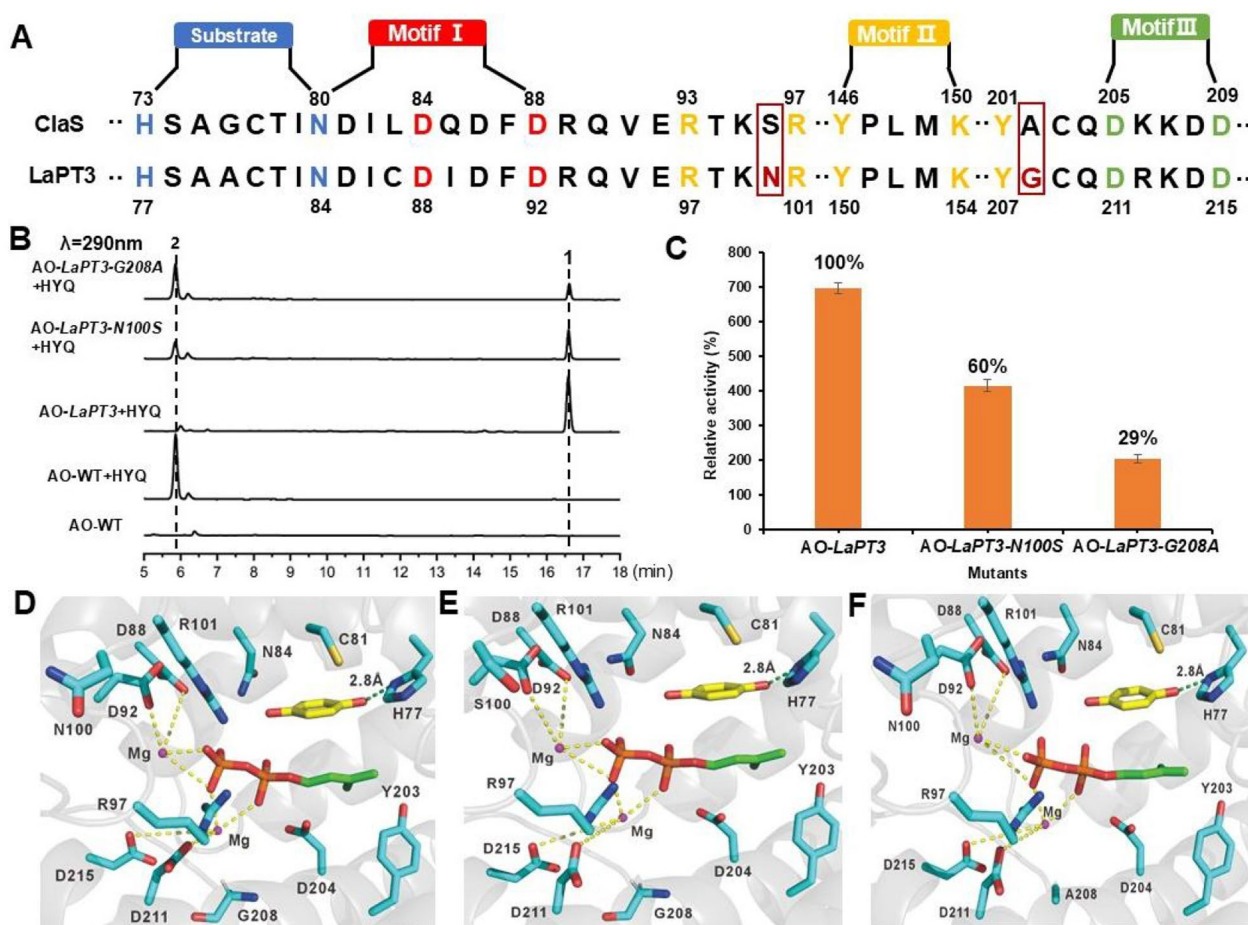 A
Substrate
Motif Ⅰ
Motif Ⅱ
Motif Ⅲ
73 80 84 88 93 97 146 150 201 205 209
ClaS ·· H S A G C T I N D I L D Q D F D R Q V E R T K S R ·· Y P L M K ·· Y A C Q D K K D D ··
LaPT3 ·· H S A A C T I N D I C D I D F D R Q V E R T K N R ·· Y P L M K ·· Y G C Q D R K D D ··
77 84 88 92 97 101 150 154 207 211 215
B
λ=290nm
2
1
AO-LaPT3-G208A
+HYQ
AO-LaPT3-N100S
+HYQ
AO-LaPT3+HYQ
AO-WT+HYQ
AO-WT
5 6 7 8 9 10 11 12 13 14 15 16 17 18 (min)
C
Relative activity (%)
800
700
600
500
400
300
200
100
0
100%
60%
29%
AO-LaPT3
AO-LaPT3-N100S
AO-LaPT3-G208A
Mutants
D
D88
R101
N84
C81
2.8Å
H77
N100
D92
Mg
R97
Mg
Y203
D215
D211
G208
D204
E
D88
R101
N84
C81
2.8Å
H77
S100
D92
Mg
R97
Mg
Y203
D215
D211
G208
D204
F
D88
R101
N84
C81
2.8Å
H77
N100
D92
Mg
R97
Mg
Y203
D215
D211
A208
D204